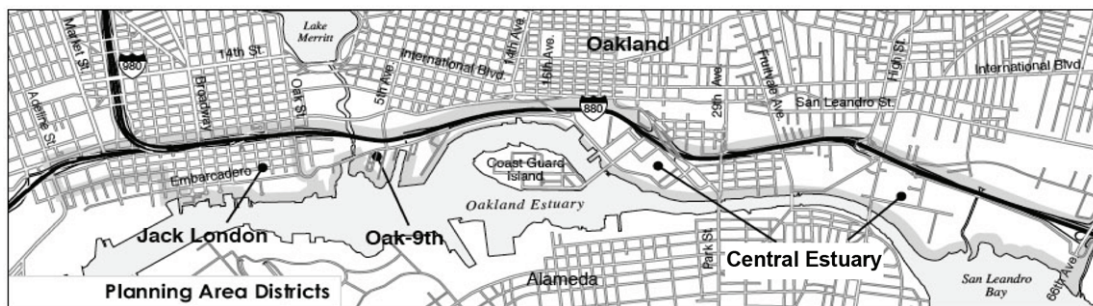 Lake
Merritt
Market St.
980
14th St.
Oakland
14th Ave.
16th Ave.
International Blvd.
5th Ave.
Fruitvale Ave.
29th Ave.
High St.
International Blvd.
San Leandro St.
Adeline St.
Broadway
Oak St.
880
Embarcadero
Coast Guard
Island
Oakland Estuary
Jack London
Oak-9th
Park St.
Central Estuary
Alameda
San Leandro
Bay
66th Ave.
Planning Area Districts